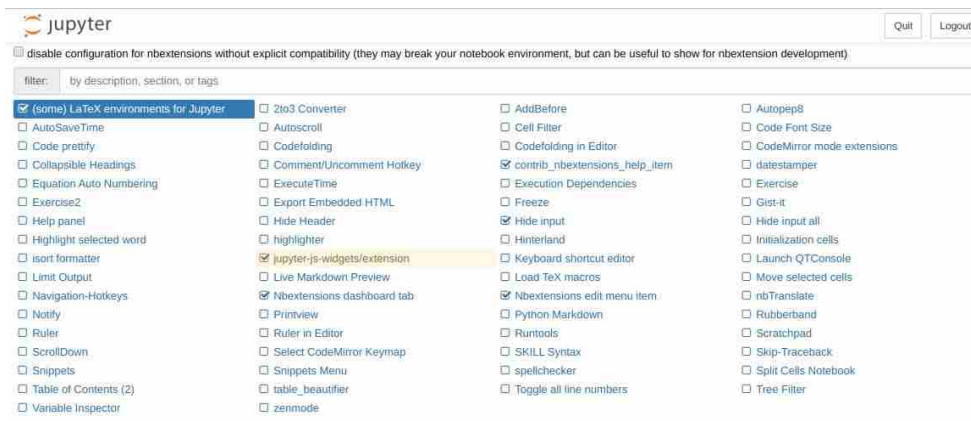 jupyter
Quit Logout
disable configuration for nbextensions without explicit compatibility (they may break your notebook environment, but can be useful to show for nbextension development)
filter: by description, section, or tags
(some) LaTeX environments for Jupyter 2to3 Converter AddBefore Autopep8
AutoSaveTime Autoscroll Cell Filter Code Font Size
Code prettify Codefolding Codefolding in Editor CodeMirror mode extensions
Collapsible Headings Comment/Uncomment Hotkey contrib_nbextensions_help_item datestamper
Equation Auto Numbering ExecuteTime Execution Dependencies Exercise
Exercise2 Export Embedded HTML Freeze Gist-it
Help panel Hide Header Hide input Hide input all
Highlight selected word highlighter Hinterland Initialization cells
isort formatter jupyter-js-widgets/extension Keyboard shortcut editor Launch QTConsole
Limit Output Live Markdown Preview Load TeX macros Move selected cells
Navigation-Hotkeys Nbextensions dashboard tab Nbextensions edit menu item nbTranslate
Notify Printview Python Markdown Rubberband
Ruler Ruler in Editor Runtools Scratchpad
ScrollDown Select CodeMirror Keymap SKILL Syntax Skip-Traceback
Snippets Snippets Menu spellchecker Split Cells Notebook
Table of Contents (2) table_beautifier Toggle all line numbers Tree Filter
Variable Inspector zenmode